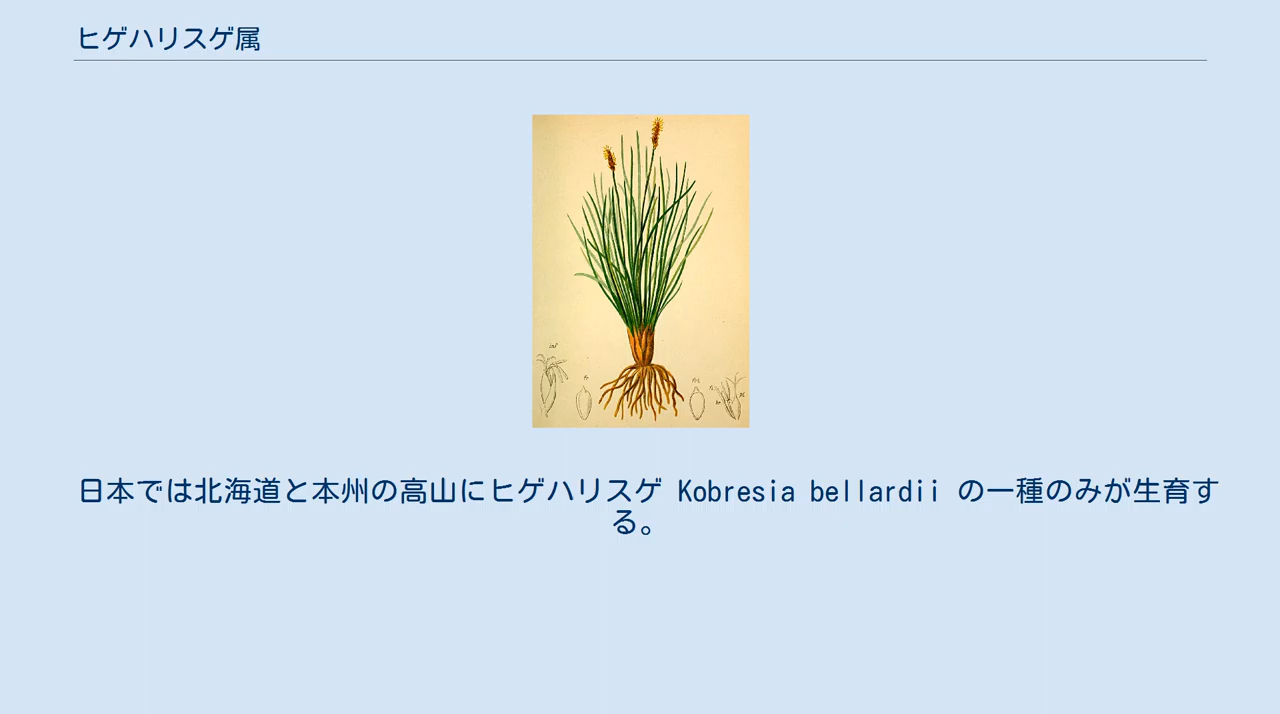 ヒゲハリスゲ属
日本では北海道と本州の高山にヒゲハリスゲ Kobresia bellardii の一種のみが生育す
る。